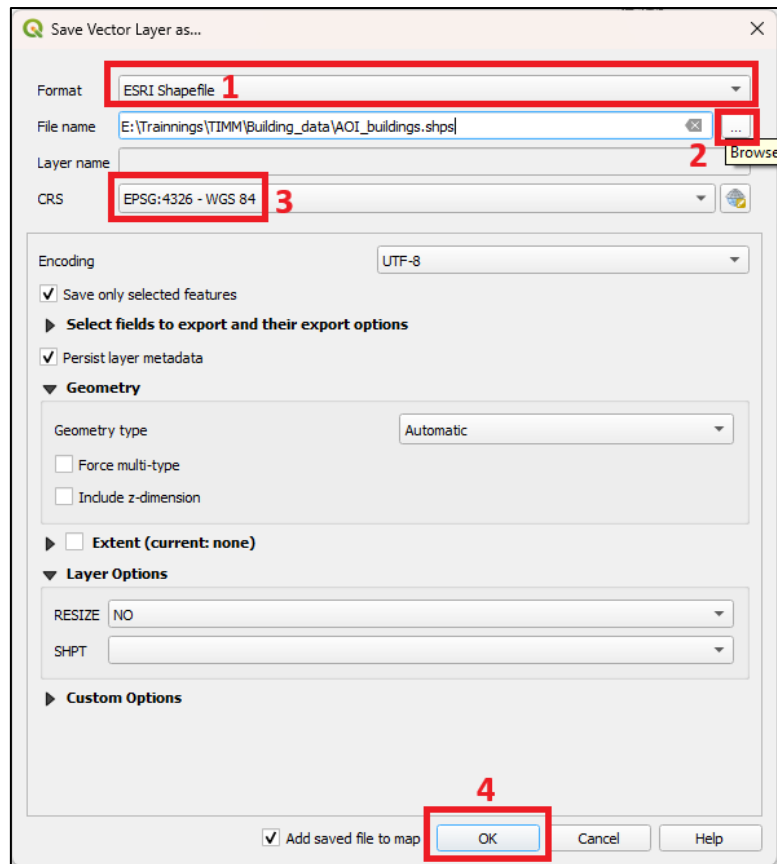 Save Vector Layer as...
Format ESRI Shapefile 1
File name E:\Trainnings\TIMM\Building_data\AOI_buildings.shps ...
2 Browse
Layer name
CRS EPSG:4326 - WGS 84 3
Encoding UTF-8
Save only selected features
Select fields to export and their export options
Persist layer metadata
Geometry
Geometry type Automatic
Force multi-type
Include z-dimension
Extent (current: none)
Layer Options
RESIZE NO
SHPT
Custom Options
4
Add saved file to map OK Cancel Help